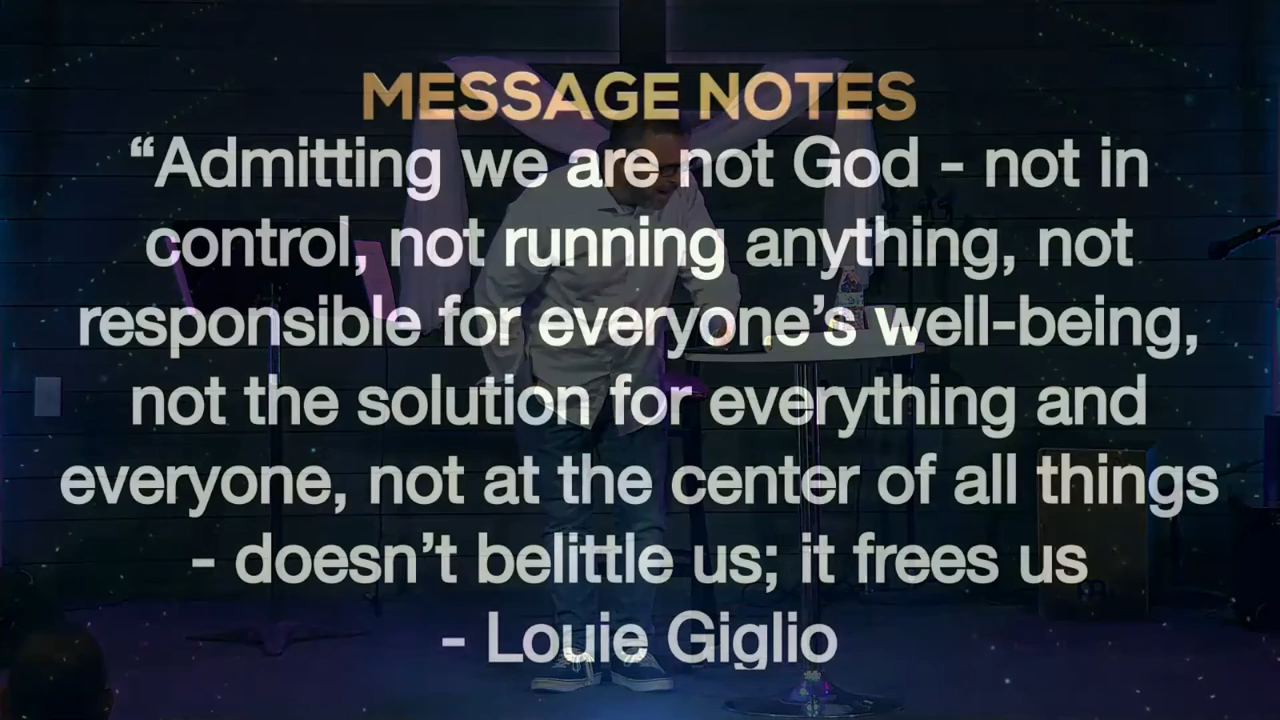 MESSAGE NOTES
“Admitting we are not God - not in
control, not running anything, not
responsible for everyone’s well-being,
not the solution for everything and
everyone, not at the center of all things
- doesn’t belittle us; it frees us
- Louie Giglio